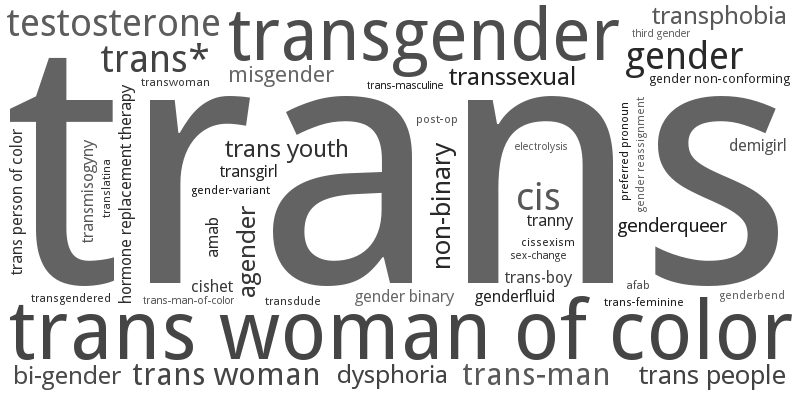 testosterone
transgender
transphobia
third gender
trans*
gender
misgender
transsexual
gender non-conforming
transwoman
trans-masculine
trans
post-op
electrolysis
demigirl
trans youth
transgirl
gender-variant
trans person of color
transmisogyny
translatina
hormone replacement therapy
amab
agender
non-binary
cis
tranny
cissexism
sex-change
preferred pronoun
gender reassignment
genderqueer
cishet
trans-boy
afab
transgendered
trans-man-of-color
transdude
gender binary
genderfluid
trans-feminine
genderbend
trans woman of color
bi-gender
trans woman
dysphoria
trans-man
trans people